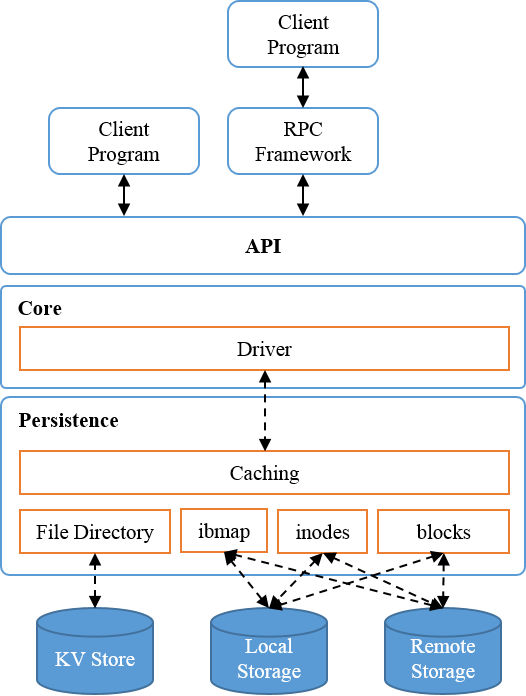 Client
Program
Client
Program
RPC
Framework
API
Core
Driver
Persistence
Caching
File Directory
ibmap
inodes
blocks
KV Store
Local
Storage
Remote
Storage